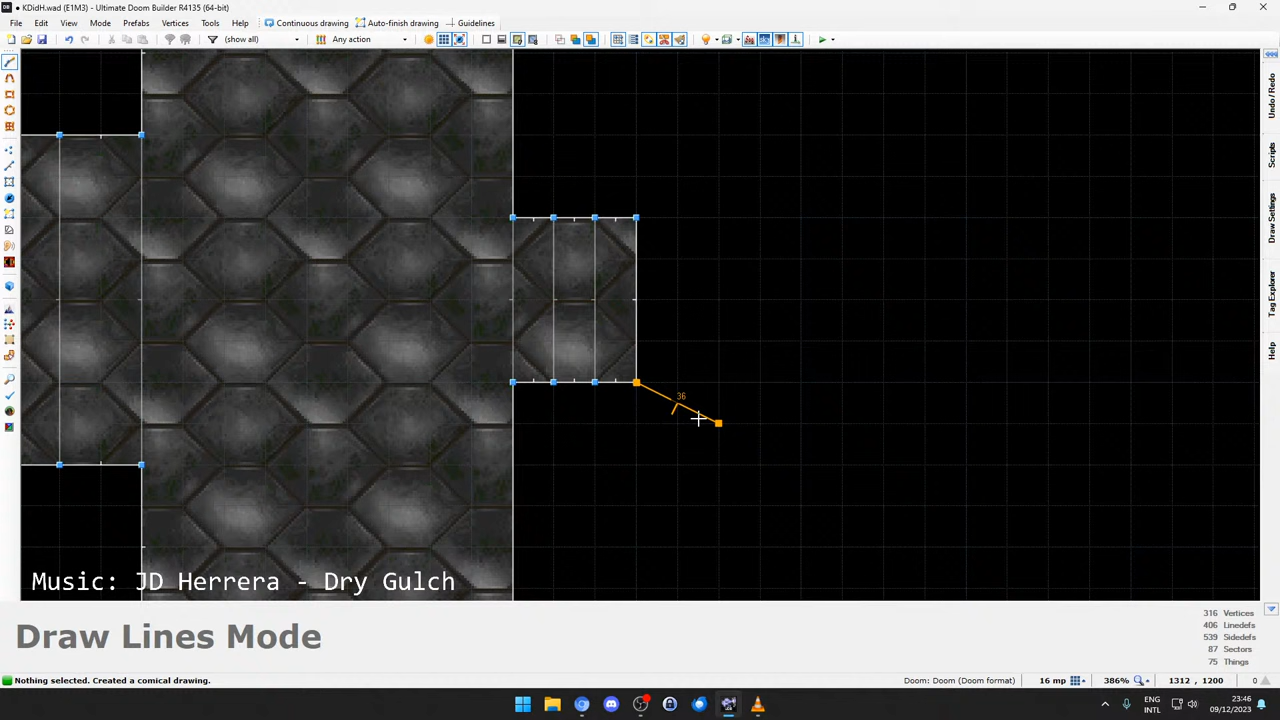 KDidH.wad (E1M3) - Ultimate Doom Builder R4135 (64-bit)
File Edit View Mode Prefabs Vertices Tools Help Continuous drawing Auto-finish drawing Guidelines
(show all) Any action
Undo / Redo
Scripts
Draw Settings
Tag Explorer
Help
36
Music: JD Herrera - Dry Gulch
Draw Lines Mode
316 Vertices
406 Linedefs
539 Sidedefs
87 Sectors
75 Things
Nothing selected. Created a comical drawing. Doom: Doom (Doom format) 16 mp 386% 1312 , 1200 0
ENG
INTL
23:46
09/12/2023